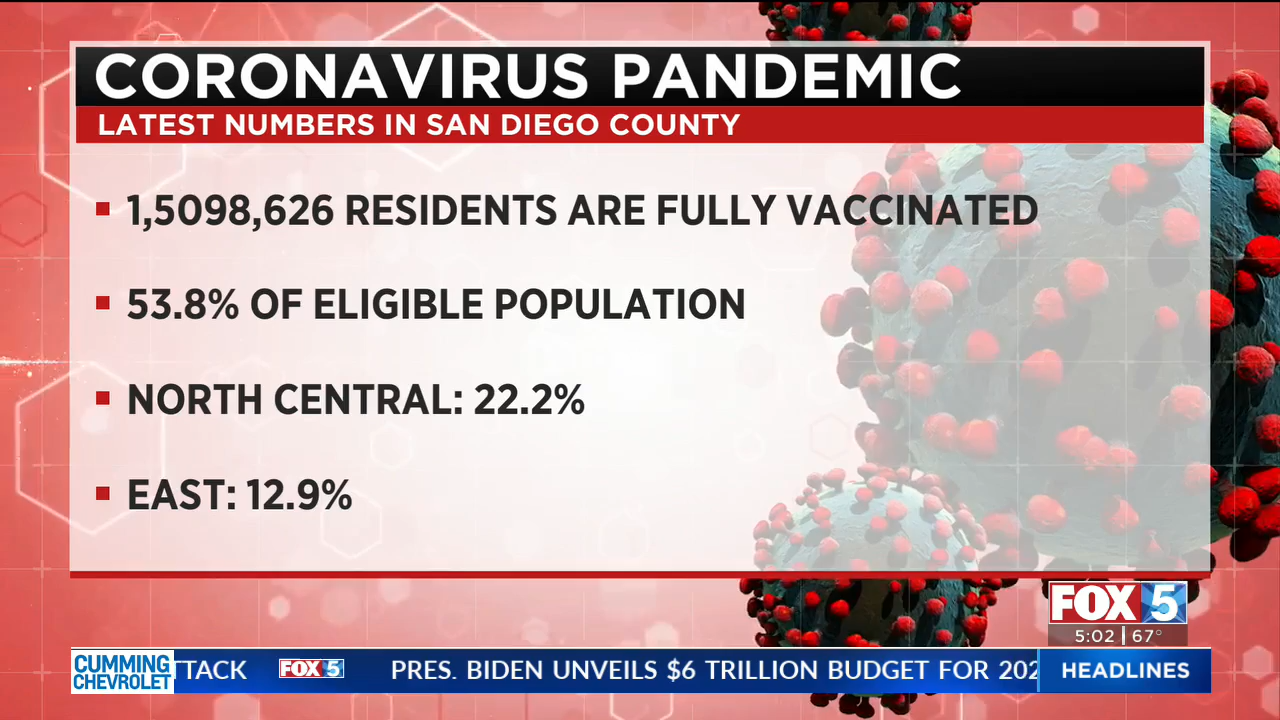 CORONAVIRUS PANDEMIC
LATEST NUMBERS IN SAN DIEGO COUNTY
1,5098,626 RESIDENTS ARE FULLY VACCINATED
53.8% OF ELIGIBLE POPULATION
NORTH CENTRAL: 22.2%
EAST: 12.9%
FOX 5
5:02 | 67°
CUMMING
CHEVROLET
TTACK FOX 5 PRES. BIDEN UNVEILS $6 TRILLION BUDGET FOR 202
HEADLINES